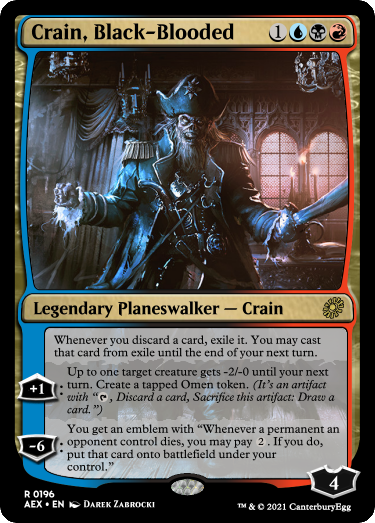 Crain, Black-Blooded 1
Legendary Planeswalker — Crain
Whenever you discard a card, exile it. You may cast
that card from exile until the end of your next turn.
+1
Up to one target creature gets -2/-0 until your next
turn. Create a tapped Omen token. (It's an artifact
with “, Discard a card, Sacrifice this artifact: Draw a
card.”)
-6
You get an emblem with “Whenever a permanent an
opponent control dies, you may pay 2. If you do,
put that card onto battlefield under your
control.”
4
R 0196
AEX • EN DAREK ZABROCKI
™ & © 2021 CanterburyEgg